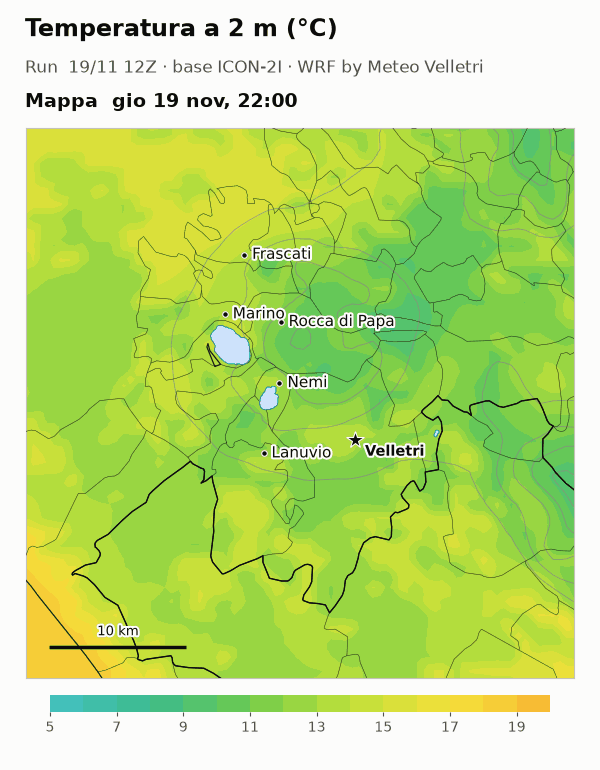 Temperatura a 2 m (°C)
Run  19/11 12Z · base ICON-2I · WRF by Meteo Velletri
Mappa  gio 19 nov, 22:00
Frascati
Marino
Rocca di Papa
Nemi
Velletri
Lanuvio
10 km
5 7 9 11 13 15 17 19